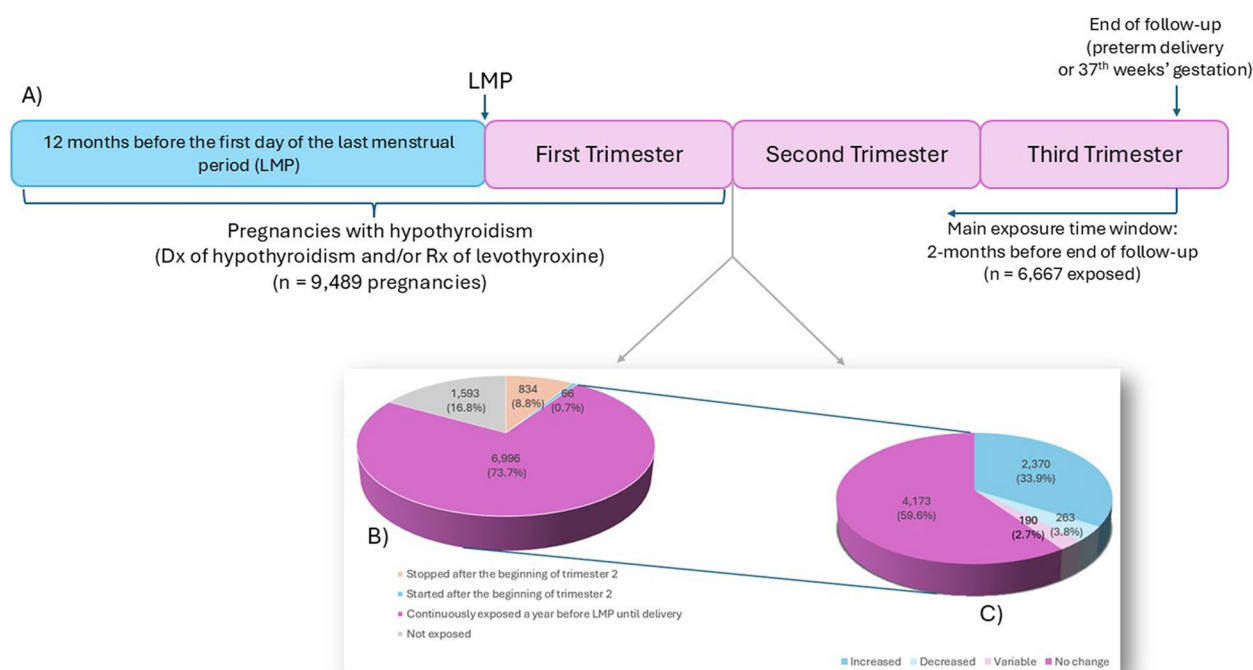 A)
LMP
End of follow-up
(preterm delivery
or 37th weeks' gestation)
12 months before the first day of the last menstrual
period (LMP)
First Trimester
Second Trimester
Third Trimester
Pregnancies with hypothyroidism
(Dx of hypothyroidism and/or Rx of levothyroxine)
(n = 9,489 pregnancies)
Main exposure time window:
2-months before end of follow-up
(n = 6,667 exposed)
1,593
(16.8%)
834
(8.8%)
66
(0.7%)
6,996
(73.7%)
B)
Stopped after the beginning of trimester 2
Started after the beginning of trimester 2
Continuously exposed a year before LMP until delivery
Not exposed
2,370
(33.9%)
263
(3.8%)
190
(2.7%)
4,173
(59.6%)
C)
Increased Decreased Variable No change